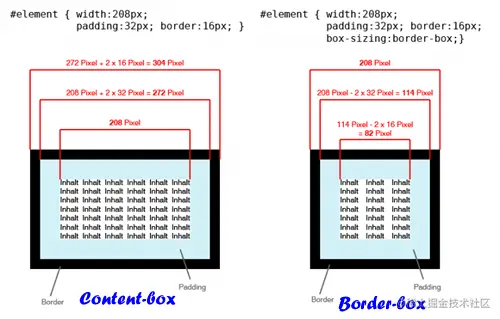 #element { width:208px;
padding:32px; border:16px; }
272 Pixel + 2 x 16 Pixel = 304 Pixel
208 Pixel + 2 x 32 Pixel = 272 Pixel
208 Pixel
Inhalt Inhalt Inhalt Inhalt Inhalt Inhalt
Inhalt Inhalt Inhalt Inhalt Inhalt Inhalt
Inhalt Inhalt Inhalt Inhalt Inhalt Inhalt
Inhalt Inhalt Inhalt Inhalt Inhalt Inhalt
Inhalt Inhalt Inhalt Inhalt Inhalt Inhalt
Inhalt Inhalt Inhalt Inhalt Inhalt Inhalt
Inhalt Inhalt Inhalt Inhalt Inhalt Inhalt
Border
Padding
Content-box
#element { width:208px;
padding:32px; border:16px;
box-sizing:border-box;}
208 Pixel
208 Pixel - 2 x 32 Pixel = 114 Pixel
114 Pixel - 2 x 16 Pixel
= 82 Pixel
Inhalt Inhalt Inhalt
Inhalt Inhalt Inhalt
Inhalt Inhalt Inhalt
Inhalt Inhalt Inhalt
Inhalt Inhalt Inhalt
Inhalt Inhalt Inhalt
Inhalt Inhalt Inhalt
Border
Padding
Border-box
掘金技术社区